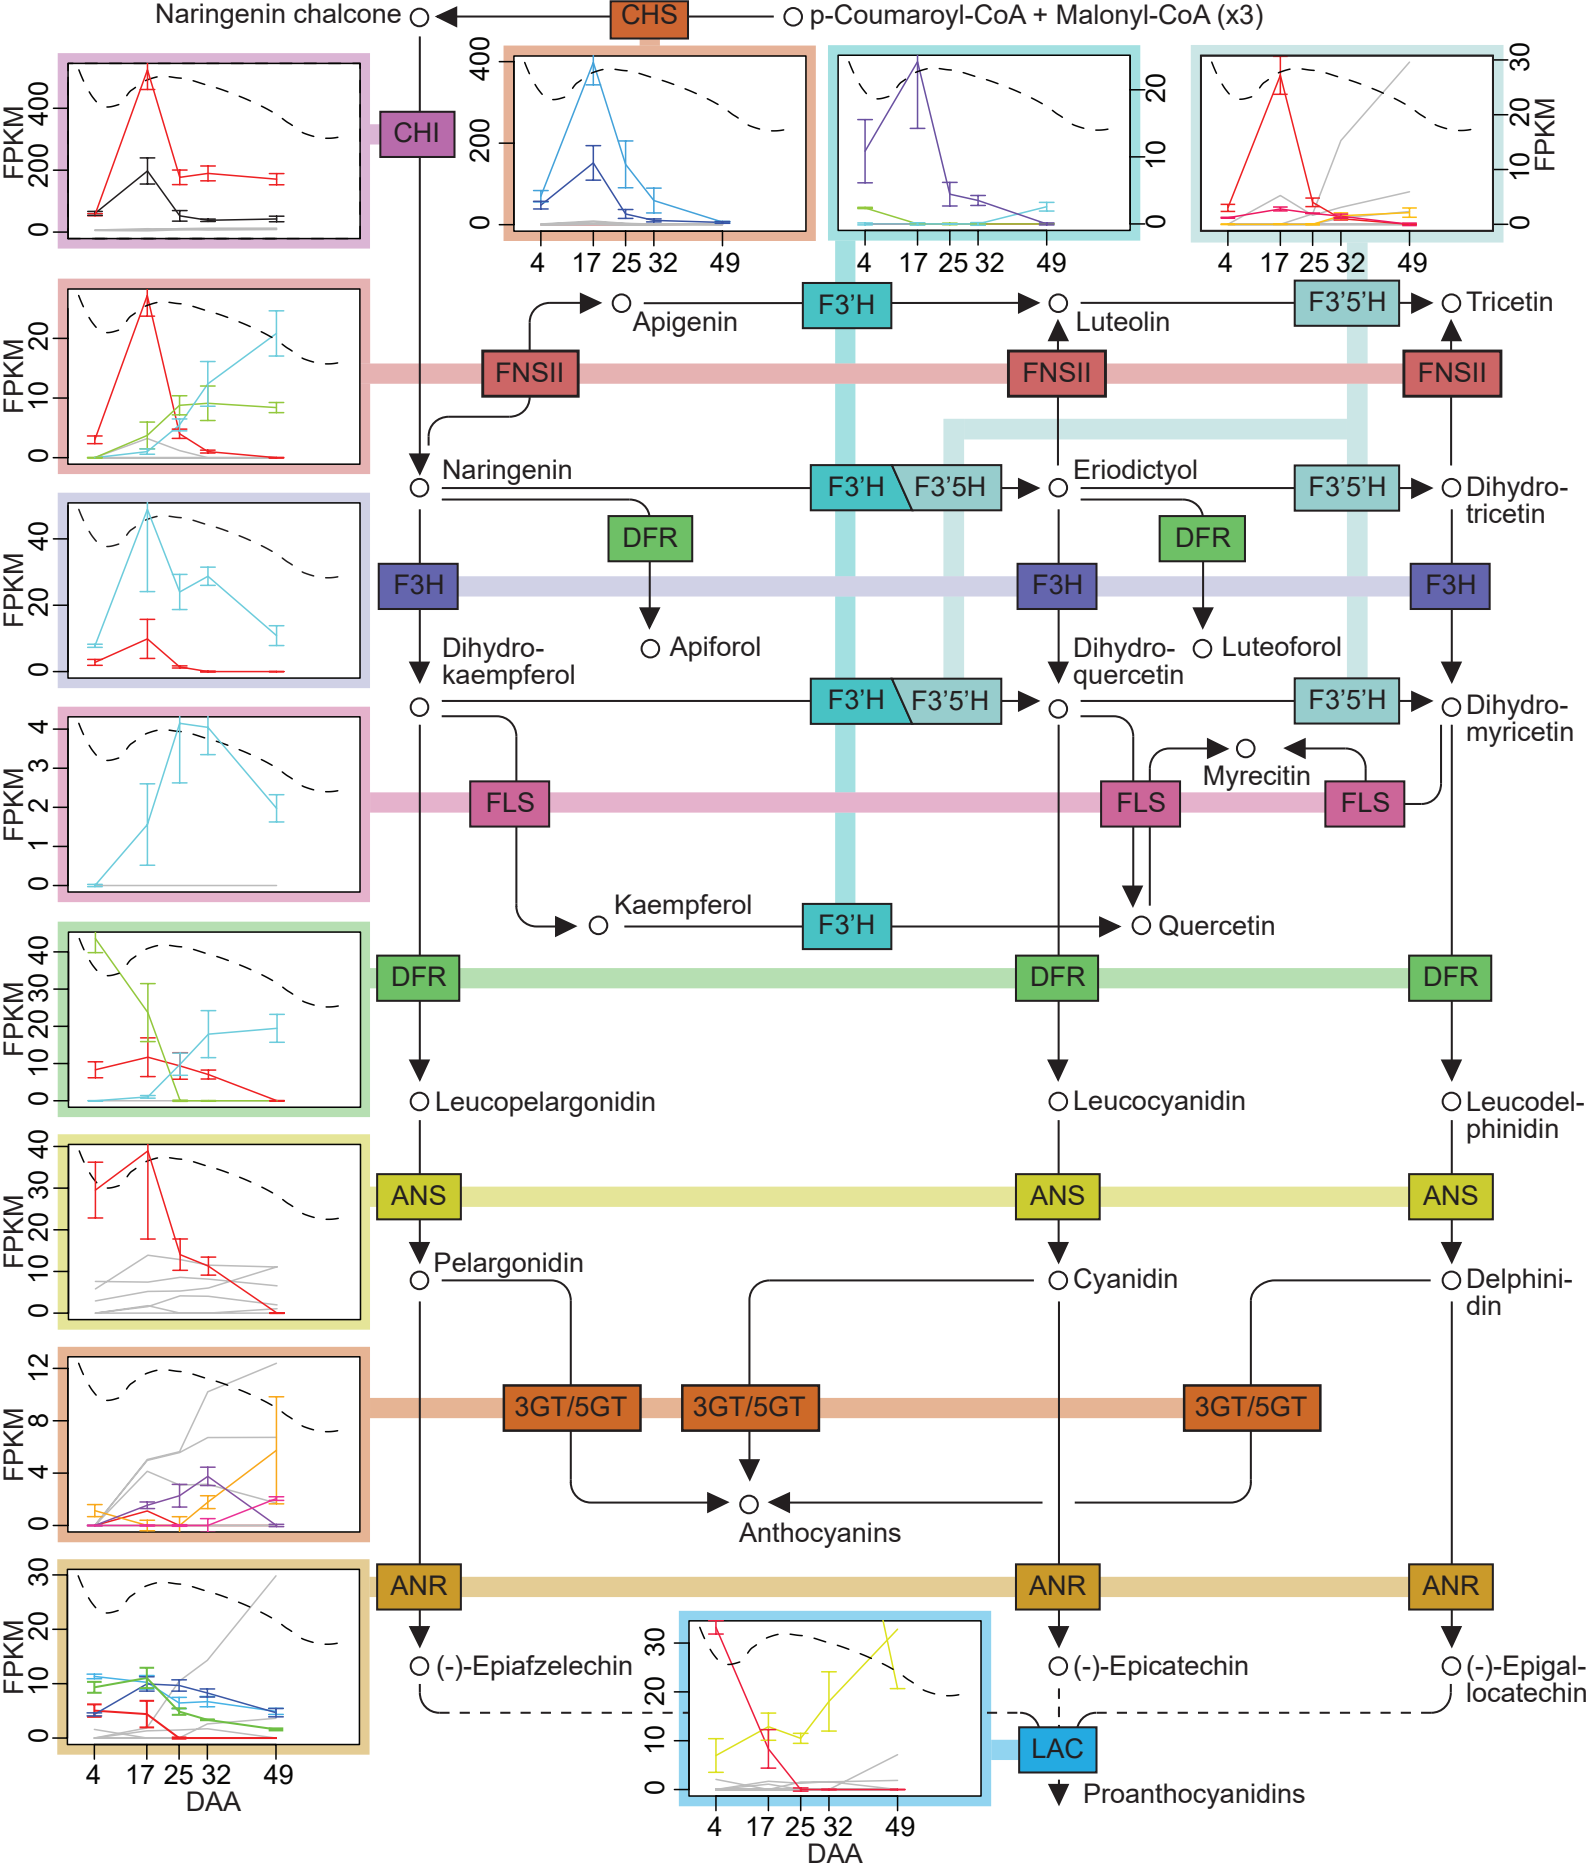 Naringenin chalcone
CHS
p-Coumaroyl-CoA + Malonyl-CoA (x3)
FPKM
0 200 400
CHI
0 200 400
4 17 25 32 49
0 10 20
4 17 25 32 49
0 10 20 30
FPKM
4 17 25 32 49
FPKM
0 10 20
Apigenin
F3'H
Luteolin
F3'5'H
Tricetin
FNSII
FNSII
FNSII
Naringenin
F3'H
F3'5H
Eriodictyol
F3'5'H
Dihydro-
tricetin
DFR
DFR
FPKM
0 20 40
F3H
F3H
F3H
Dihydro-
kaempferol
Apiforol
Dihydro-
quercetin
Luteoforol
F3'H
F3'5'H
F3'5'H
Dihydro-
myricetin
FPKM
0 1 2 3 4
Myrecitin
FLS
FLS
FLS
Kaempferol
F3'H
Quercetin
FPKM
0 10 20 30 40
DFR
DFR
DFR
Leucopelargonidin
Leucocyanidin
Leucodel-
phinidin
FPKM
0 10 20 30 40
ANS
ANS
ANS
Pelargonidin
Cyanidin
Delphini-
din
FPKM
0 4 8 12
3GT/5GT
3GT/5GT
3GT/5GT
Anthocyanins
FPKM
0 10 20 30
4 17 25 32 49
DAA
ANR
ANR
ANR
(-)-Epiafzelechin
(-)-Epicatechin
(-)-Epigal-
locatechin
0 10 20 30
4 17 25 32 49
DAA
LAC
Proanthocyanidins